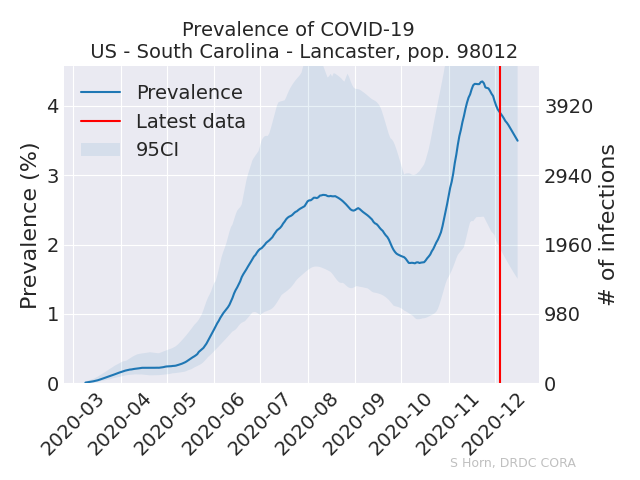 Prevalence of COVID-19
US - South Carolina - Lancaster, pop. 98012
Prevalence
Latest data
95CI
Prevalence (%)
4
3
2
1
0
3920
2940
1960
980
0
# of infections
2020-03
2020-04
2020-05
2020-06
2020-07
2020-08
2020-09
2020-10
2020-11
2020-12
S Horn, DRDC CORA